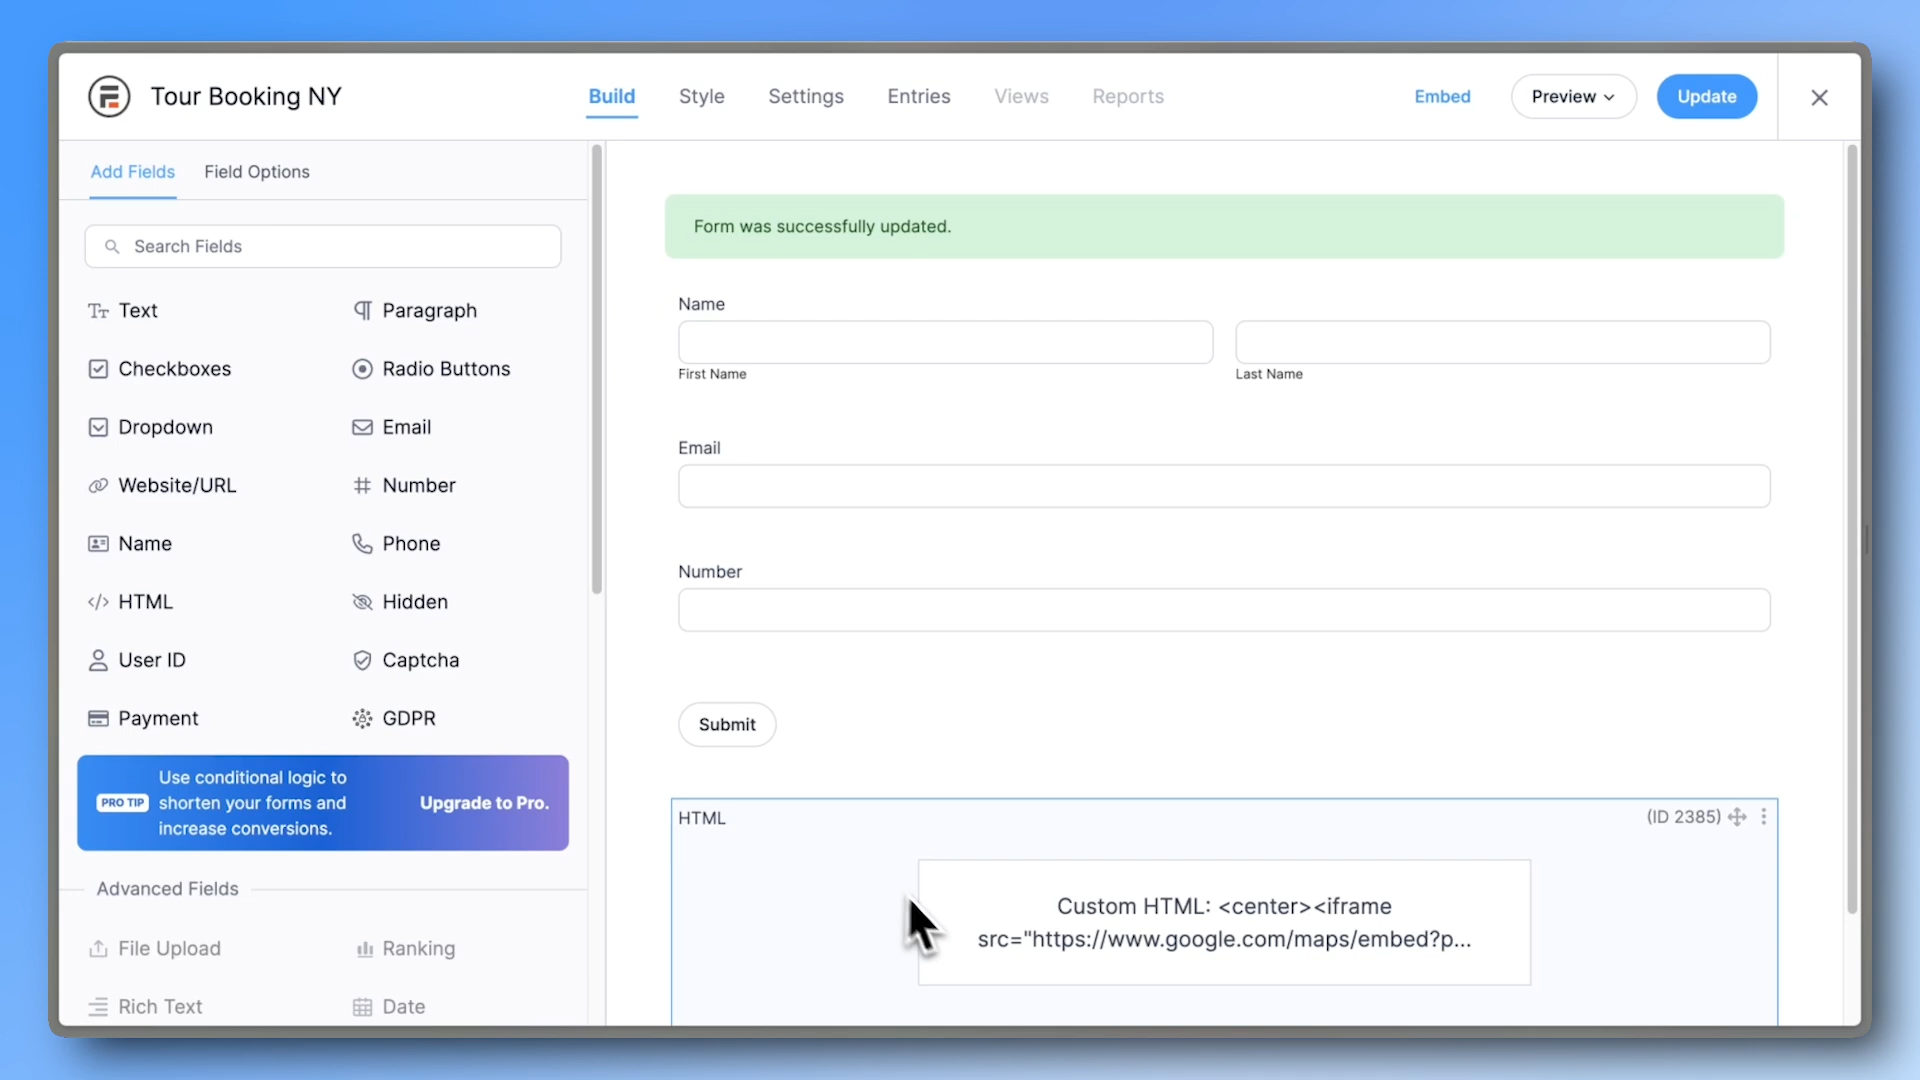 Tour Booking NY
Build
Style
Settings
Entries
Views
Reports
Embed
Preview
Update
Add Fields
Field Options
Search Fields
Text
Paragraph
Checkboxes
Radio Buttons
Dropdown
Email
Website/URL
Number
Name
Phone
HTML
Hidden
User ID
Captcha
Payment
GDPR
PRO TIP
Use conditional logic to
shorten your forms and
increase conversions.
Upgrade to Pro.
Advanced Fields
File Upload
Ranking
Rich Text
Date
Form was successfully updated.
Name
First Name
Last Name
Email
Number
Submit
HTML
(ID 2385)
Custom HTML: <center><iframe
src="https://www.google.com/maps/embed?p...